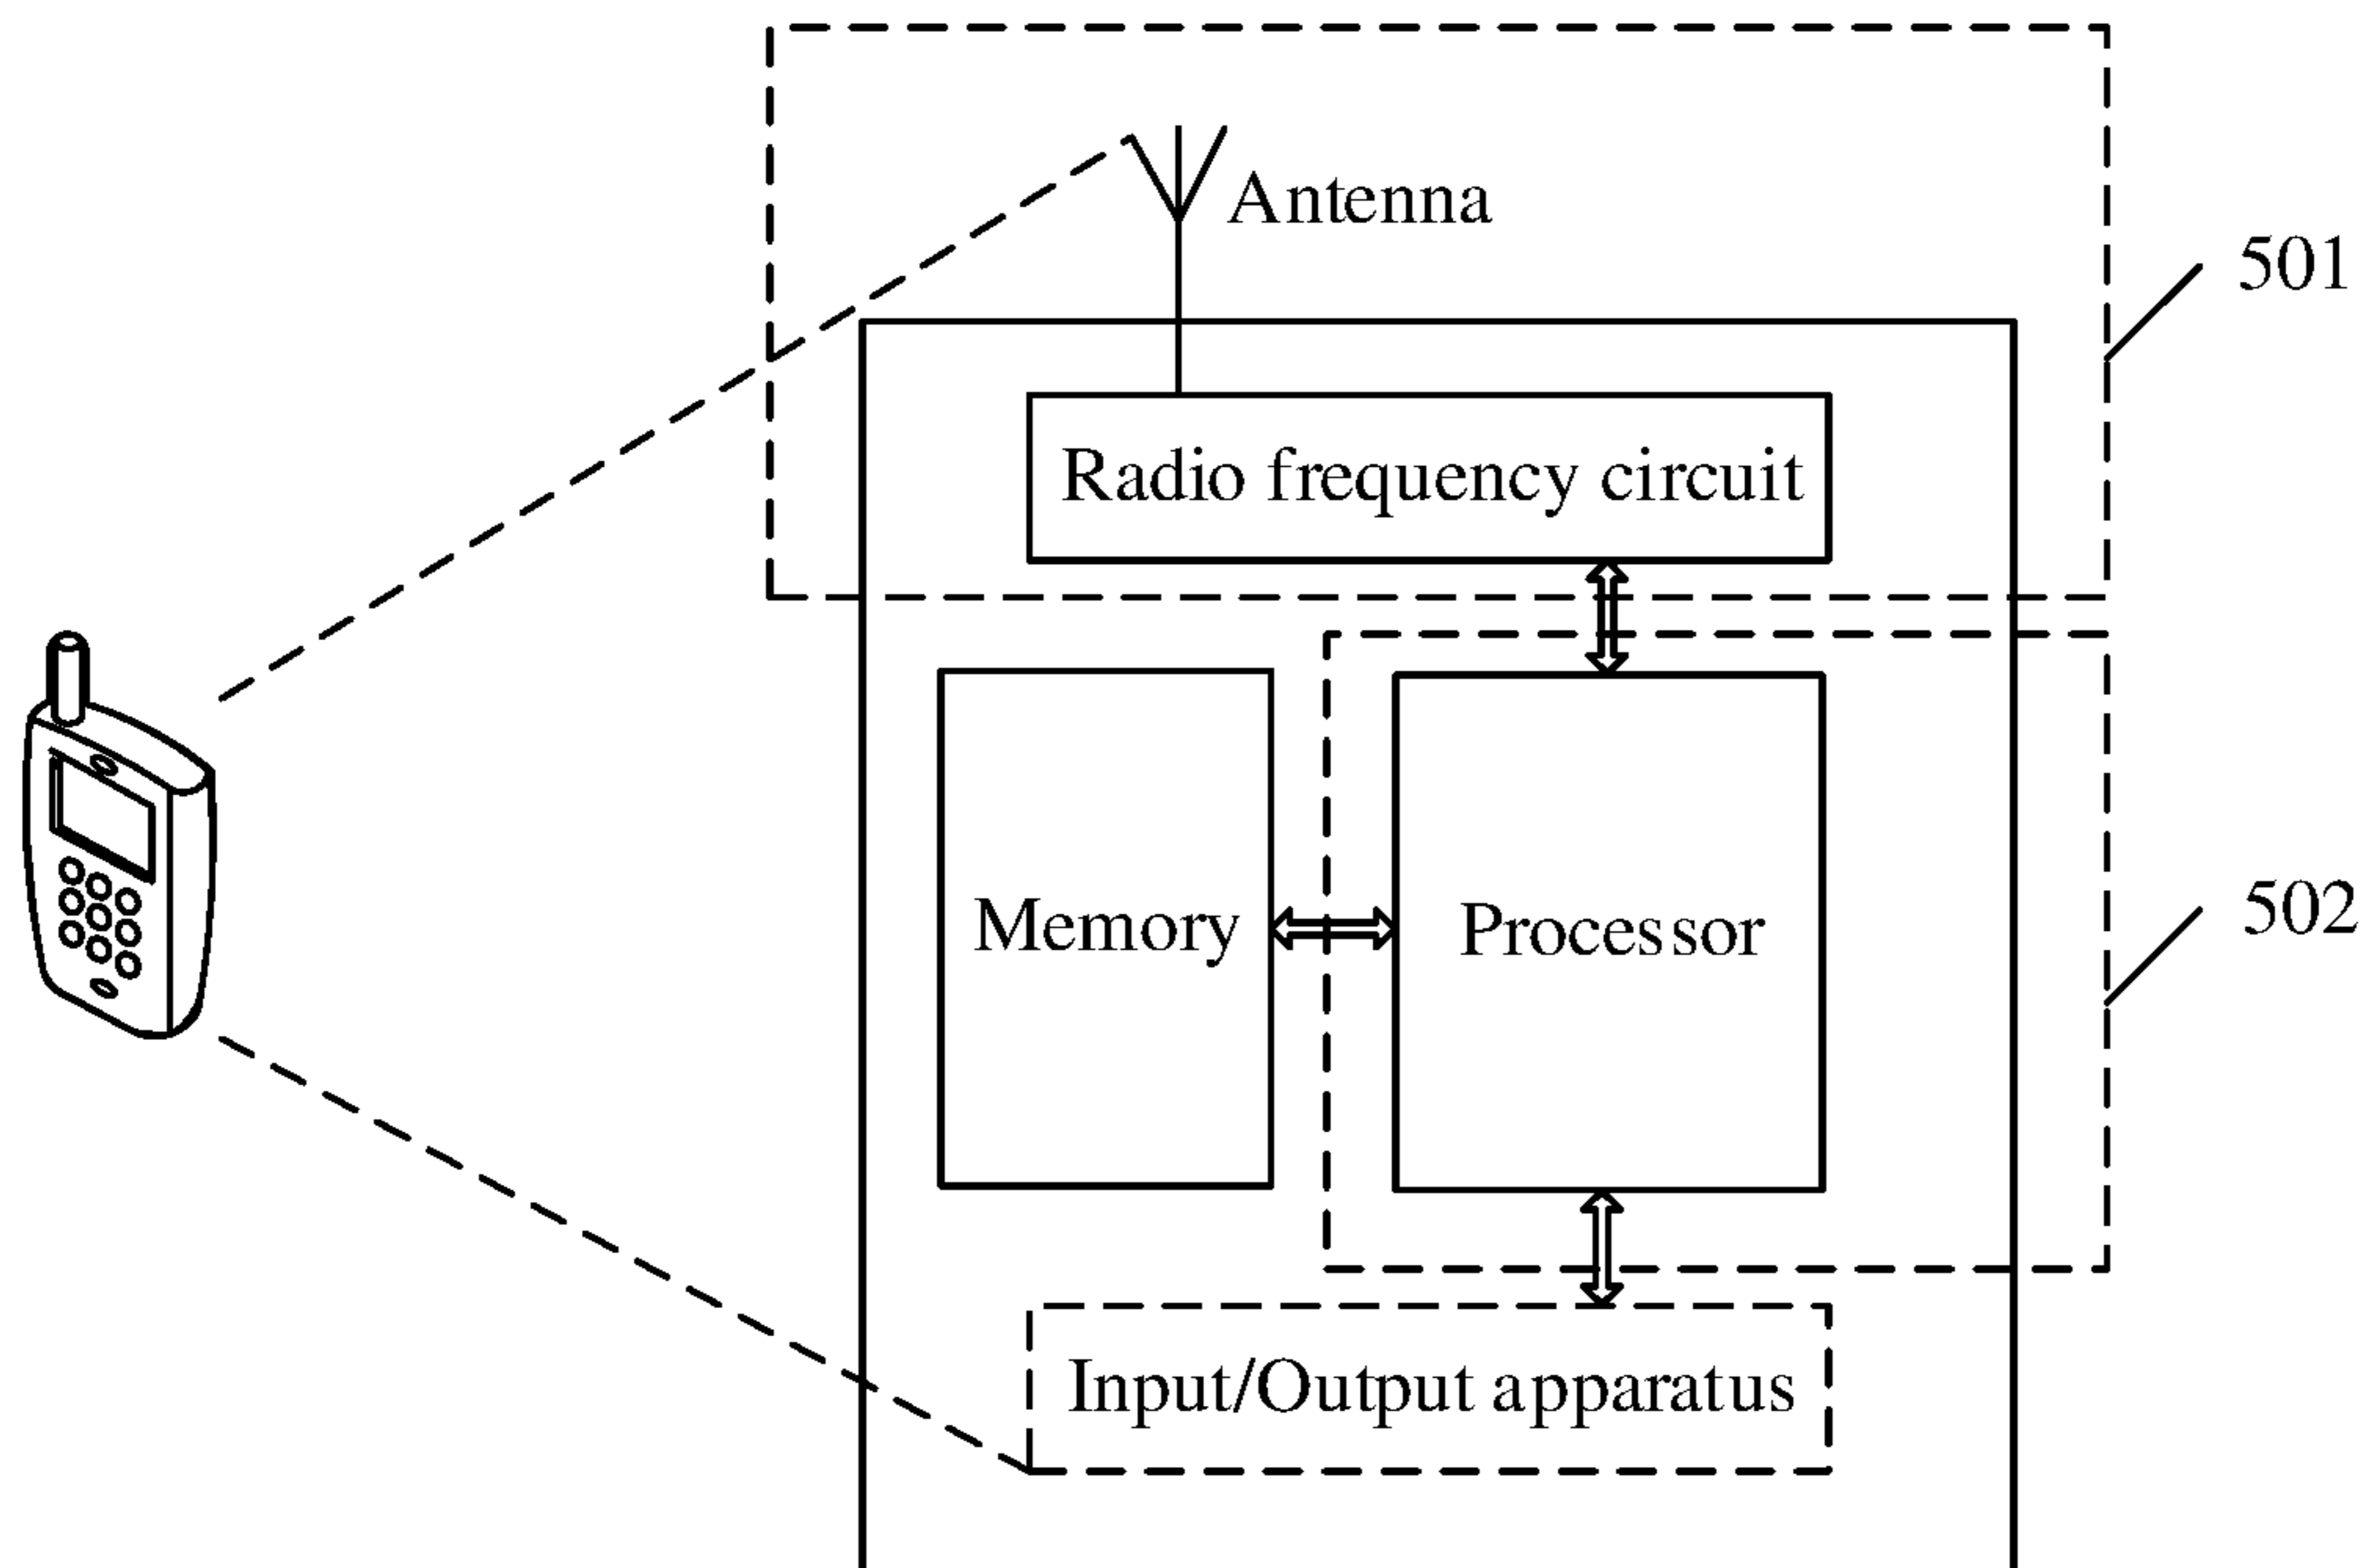 Antenna
501
Radio frequency circuit
Memory
Processor
502
Input/Output apparatus